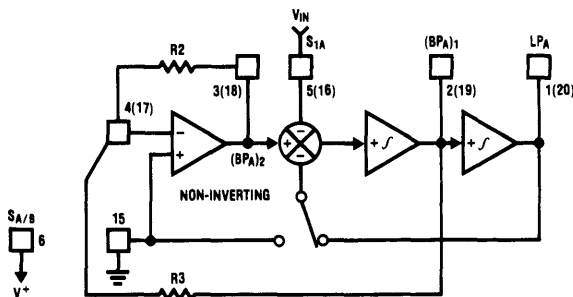 VIN
S1A
(BPA)1
LPA
R2
3(18)
5(16)
2(19)
1(20)
4(17)
−
+
(BPA)2
+
−
−
+ ∫
+ ∫
NON-INVERTING
SA/B
6
V+
15
R3